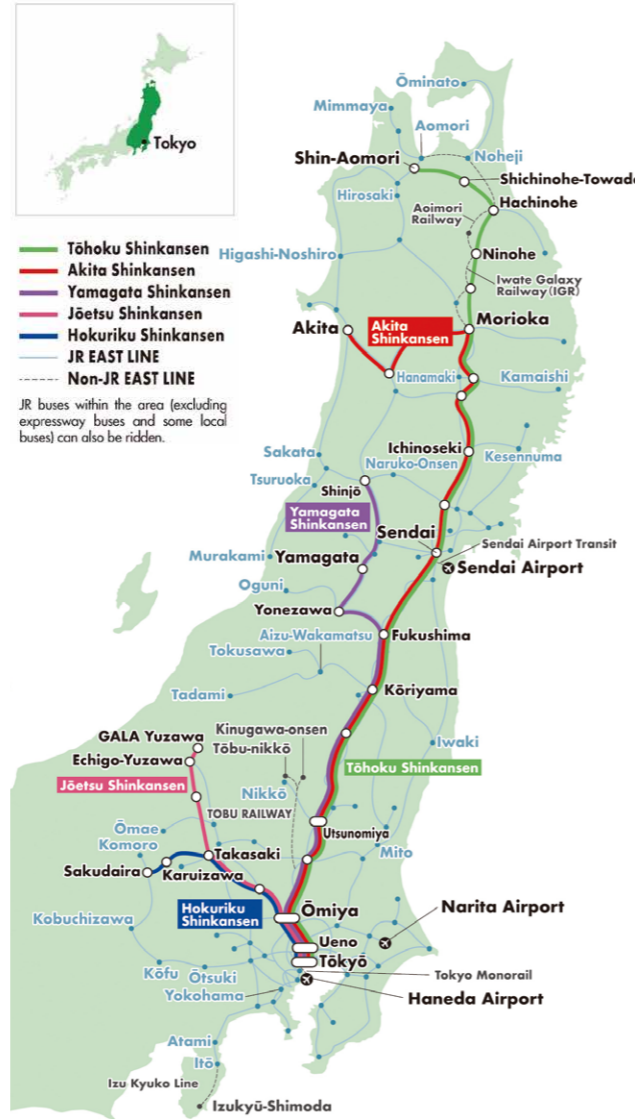 Tokyo
Tōhoku Shinkansen
Akita Shinkansen
Yamagata Shinkansen
Jōetsu Shinkansen
Hokuriku Shinkansen
JR EAST LINE
Non-JR EAST LINE
JR buses within the area (excluding
expressway buses and some local
buses) can also be ridden.
Ōminato
Mimmaya
Aomori
Shin-Aomori
Noheji
Shichinohe-Towada
Hirosaki
Hachinohe
Aoimori
Railway
Higashi-Noshiro
Ninohe
Iwate Galaxy
Railway(IGR)
Akita
Akita
Shinkansen
Morioka
Hanamaki
Kamaishi
Ichinoseki
Sakata
Naruko-Onsen
Kesennuma
Tsuruoka
Shinjō
Yamagata
Shinkansen
Sendai
Sendai Airport Transit
Murakami
Yamagata
Sendai Airport
Oguni
Yonezawa
Aizu-Wakamatsu
Fukushima
Tokusawa
Tadami
Kōriyama
Kinugawa-onsen
GALA Yuzawa
Tōbu-nikkō
Iwaki
Echigo-Yuzawa
Tōhoku Shinkansen
Jōetsu Shinkansen
Nikkō
TOBU RAILWAY
Utsunomiya
Ōmae
Komoro
Takasaki
Mito
Sakudaira
Karuizawa
Hokuriku
Shinkansen
Ōmiya
Narita Airport
Kobuchizawa
Ueno
Tōkyō
Kōfu
Ōtsuki
Tokyo Monorail
Yokohama
Haneda Airport
Atami
Itō
Izu Kyuko Line
Izukyū-Shimoda